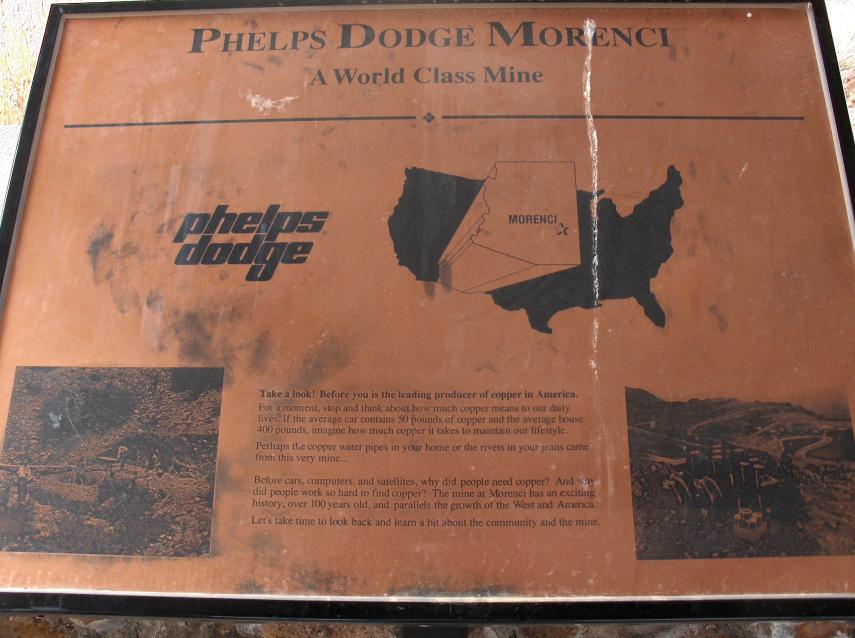 PHELPS DODGE MORENCI
A World Class Mine
phelps
dodge
MORENCI
Take a look! Before you is the leading producer of copper in America.
For a moment, stop and think about how much copper means to our daily
lives. If the average car contains 50 pounds of copper and the average house
400 pounds, imagine how much copper it takes to maintain our lifestyle.
Perhaps the copper water pipes in your home or the rivets in your jeans came
from this very mine...
Before cars, computers, and satellites, why did people need copper? And why
did people work so hard to find copper? The mine at Morenci has an exciting
history, over 100 years old, and parallels the growth of the West and America.
Let's take time to look back and learn a bit about the community and the mine.